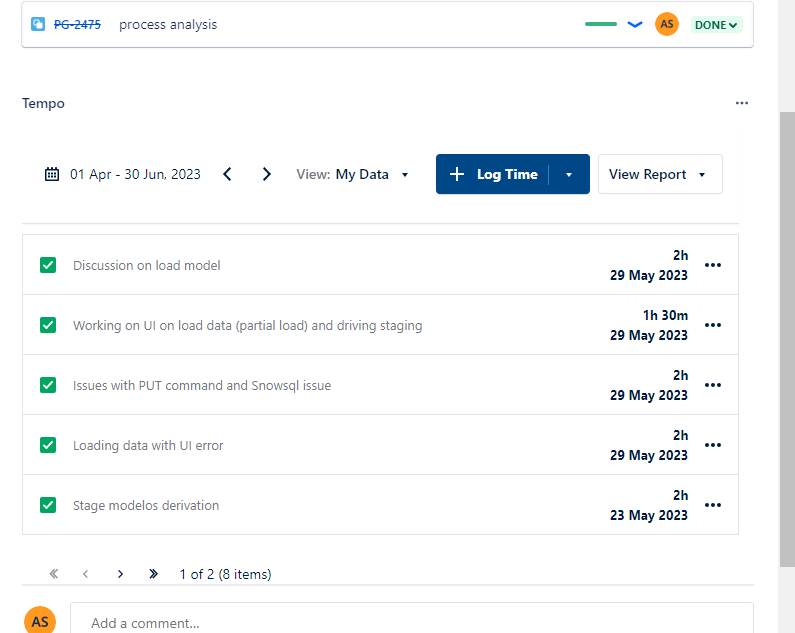 PG-2475 process analysis AS DONE
Tempo
01 Apr - 30 Jun, 2023 View: My Data Log Time View Report
Discussion on load model 2h
29 May 2023
Working on UI on load data (partial load) and driving staging 1h 30m
29 May 2023
Issues with PUT command and Snowsql issue 2h
29 May 2023
Loading data with UI error 2h
29 May 2023
Stage modelos derivation 2h
23 May 2023
1 of 2 (8 items)
AS Add a comment...